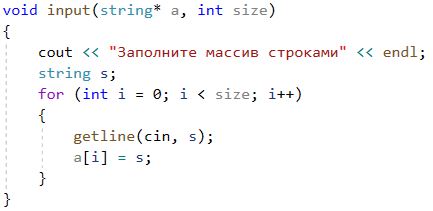 void input(string* a, int size)
{
    cout << "Заполните массив строками" << endl;
    string s;
    for (int i = 0; i < size; i++)
    {
        getline(cin, s);
        a[i] = s;
    }
}